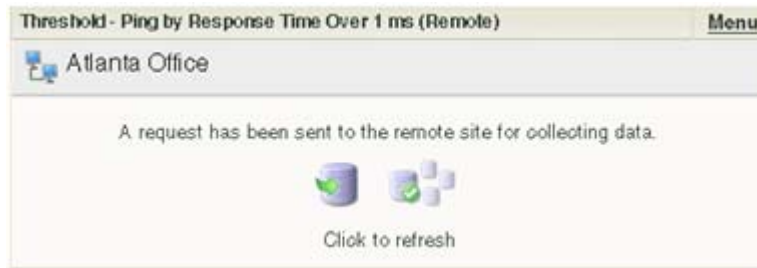 Threshold - Ping by Response Time Over 1 ms (Remote)
Menu
Atlanta Office
A request has been sent to the remote site for collecting data.
Click to refresh